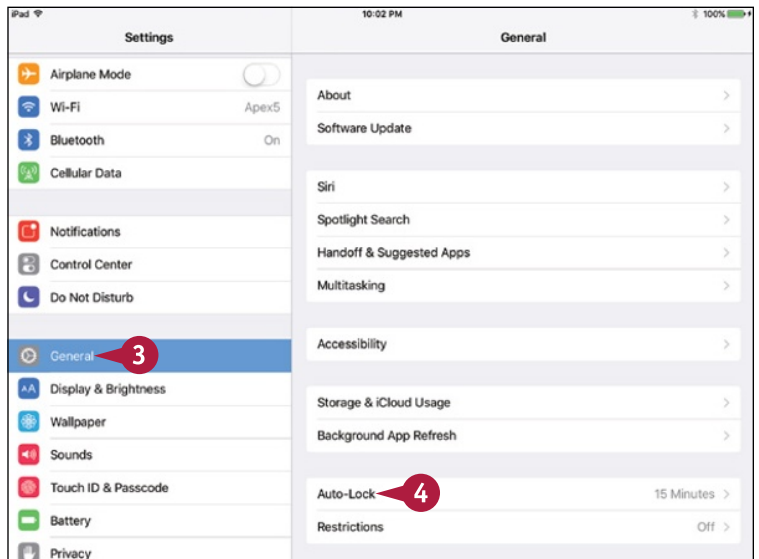 iPad 10:02 PM 100%
Settings
General
Airplane Mode
Wi-Fi Apex5
Bluetooth On
Cellular Data
Notifications
Control Center
Do Not Disturb
General 3
AA Display & Brightness
Wallpaper
Sounds
Touch ID & Passcode
Battery
Privacy
About
Software Update
Siri
Spotlight Search
Handoff & Suggested Apps
Multitasking
Accessibility
Storage & iCloud Usage
Background App Refresh
Auto-Lock 4 15 Minutes
Restrictions Off